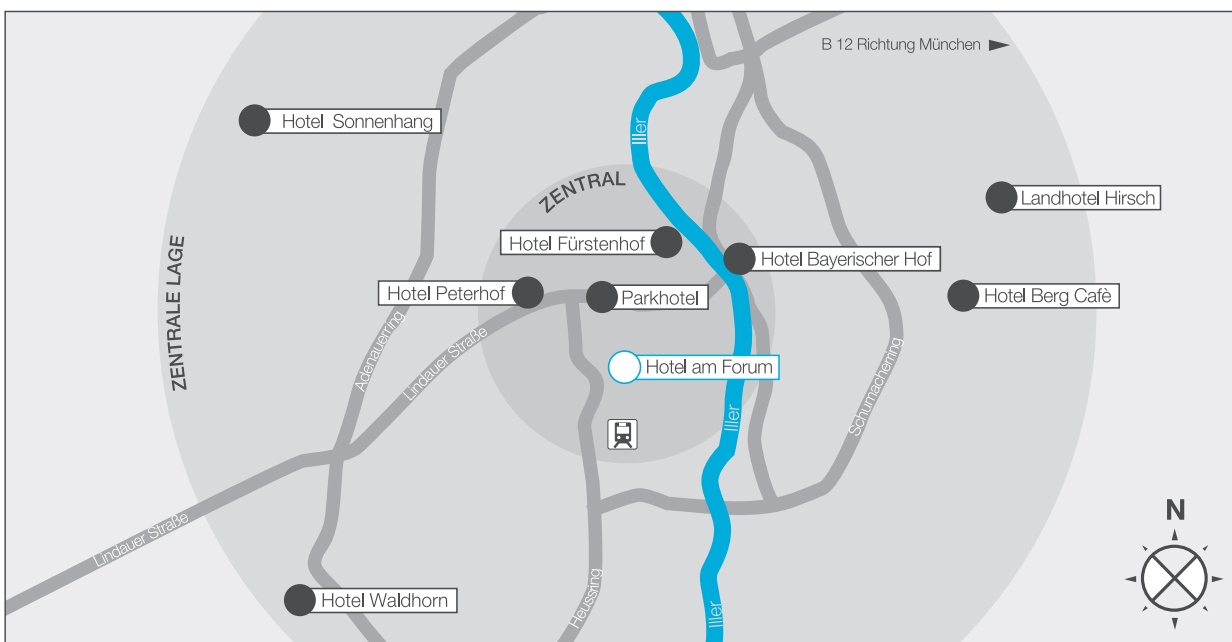 B 12 Richtung München
Hotel Sonnenhang
Iller
ZENTRAL
Landhotel Hirsch
ZENTRALE LAGE
Hotel Fürstenhof
Hotel Bayerischer Hof
Hotel Peterhof
Parkhotel
Hotel Berg Cafè
Adenauerring
Lindauer Straße
Hotel am Forum
Schumacherring
Iller
N
Lindauer Straße
Heussring
Hotel Waldhorn
Iller